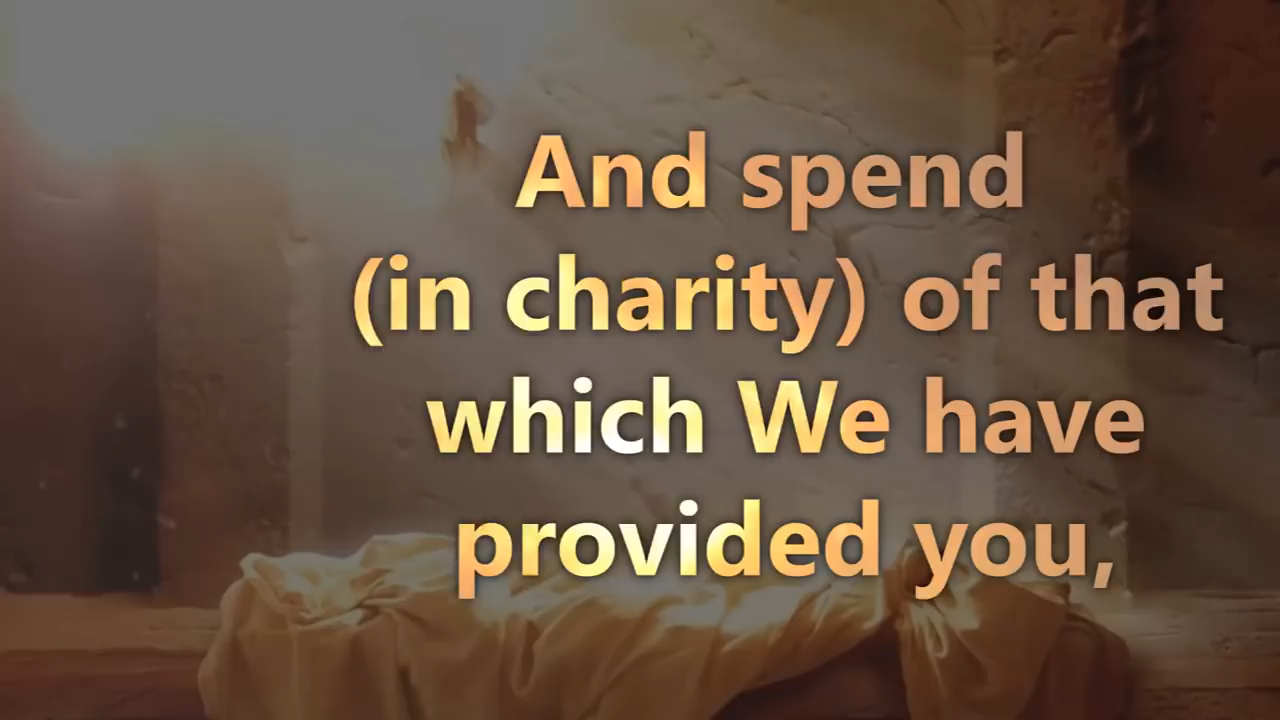 And spend
(in charity) of that
which We have
provided you,